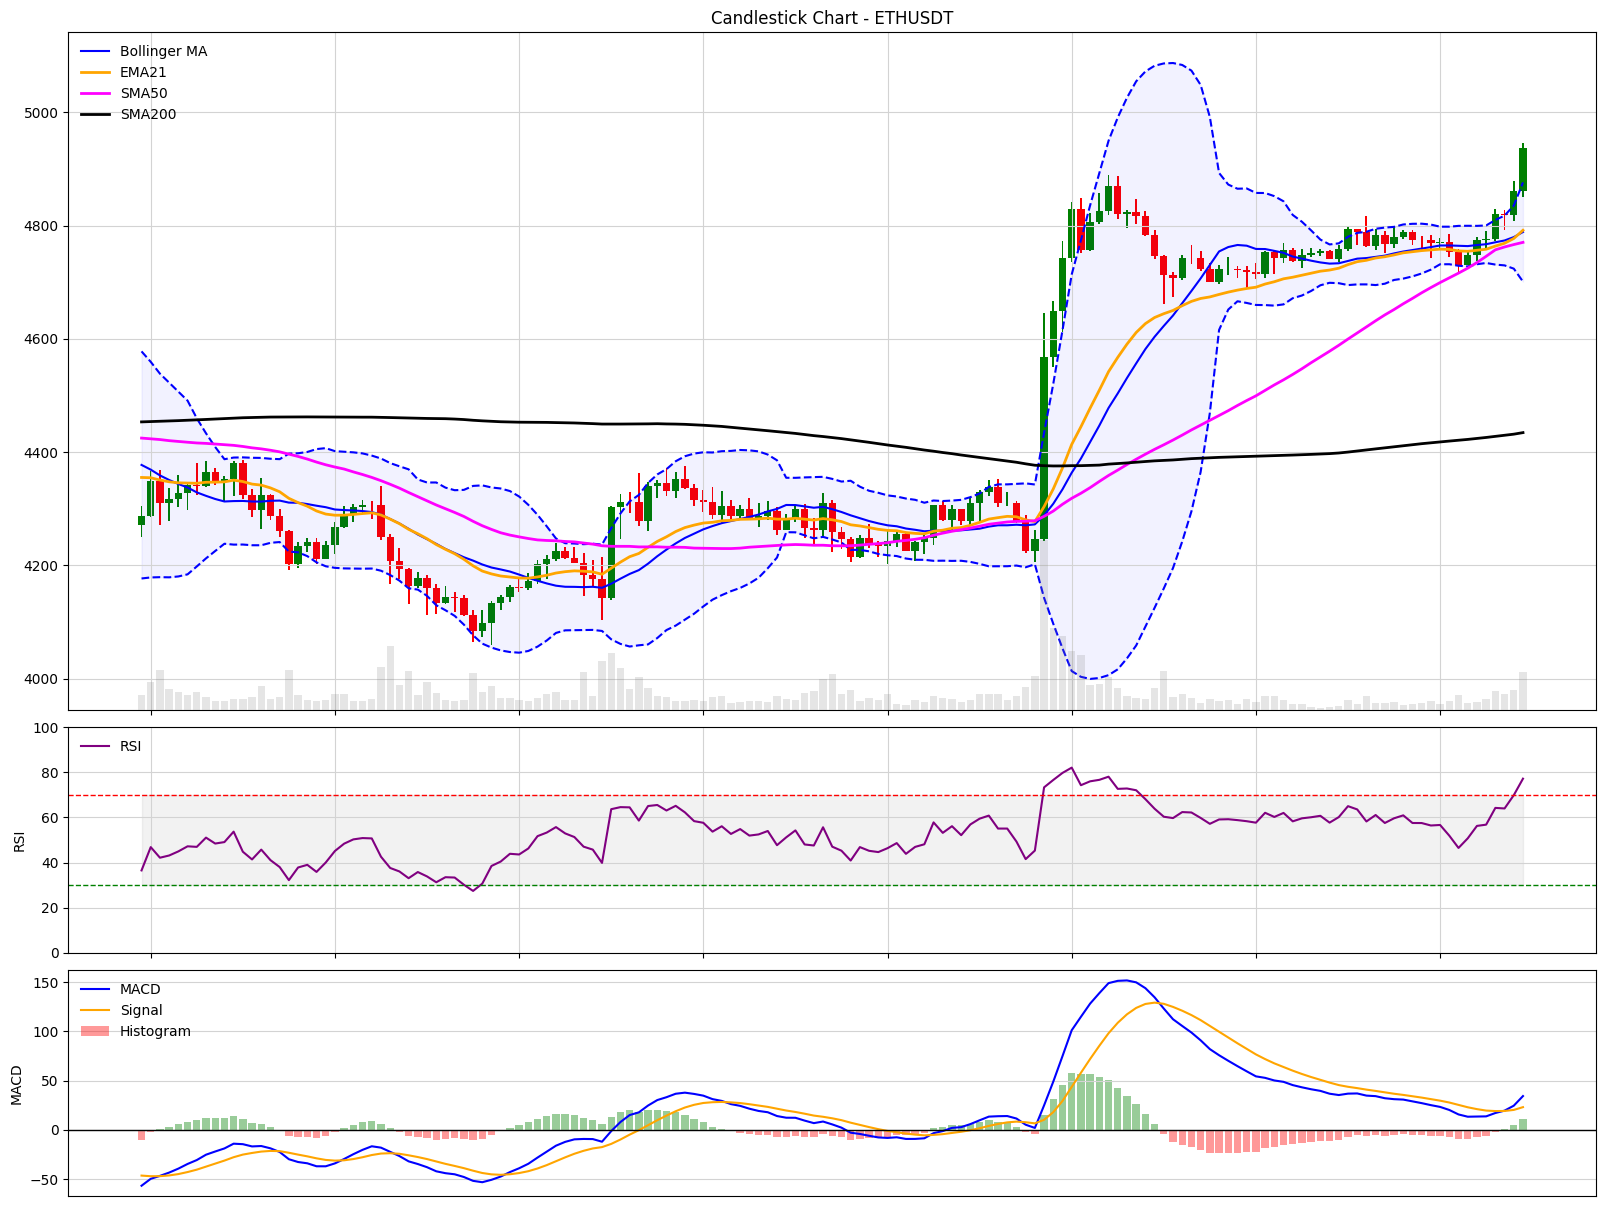 Candlestick Chart - ETHUSDT
Bollinger MA
EMA21
SMA50
SMA200
5000
4800
4600
4400
4200
4000
RSI
100
80
60
40
20
0
RSI
MACD
Signal
Histogram
150
100
50
0
−50
MACD